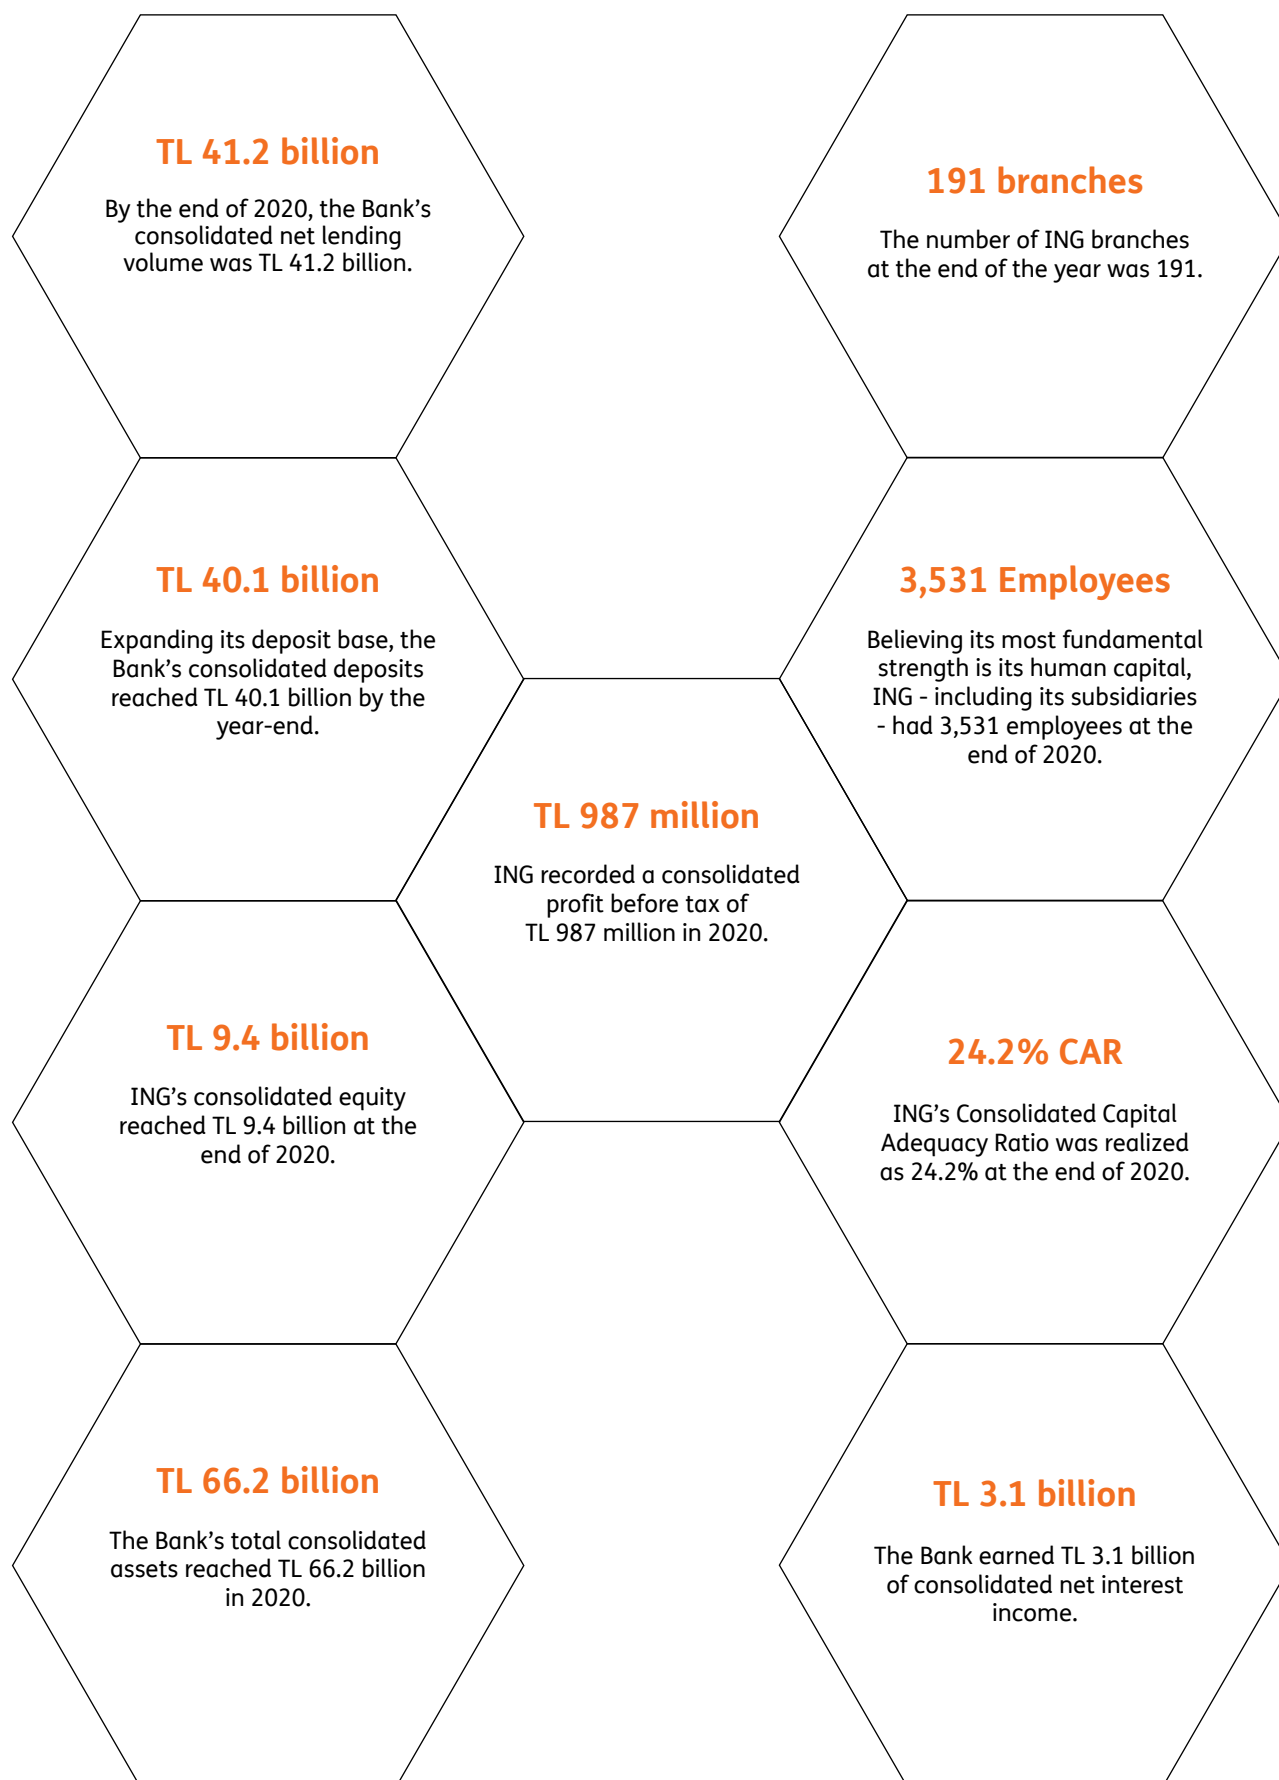 TL 41.2 billion
By the end of 2020, the Bank’s
consolidated net lending
volume was TL 41.2 billion.
191 branches
The number of ING branches
at the end of the year was 191.
TL 40.1 billion
Expanding its deposit base, the
Bank’s consolidated deposits
reached TL 40.1 billion by the
year-end.
3,531 Employees
Believing its most fundamental
strength is its human capital,
ING - including its subsidiaries
- had 3,531 employees at the
end of 2020.
TL 987 million
ING recorded a consolidated
profit before tax of
TL 987 million in 2020.
TL 9.4 billion
ING’s consolidated equity
reached TL 9.4 billion at the
end of 2020.
24.2% CAR
ING’s Consolidated Capital
Adequacy Ratio was realized
as 24.2% at the end of 2020.
TL 66.2 billion
The Bank’s total consolidated
assets reached TL 66.2 billion
in 2020.
TL 3.1 billion
The Bank earned TL 3.1 billion
of consolidated net interest
income.